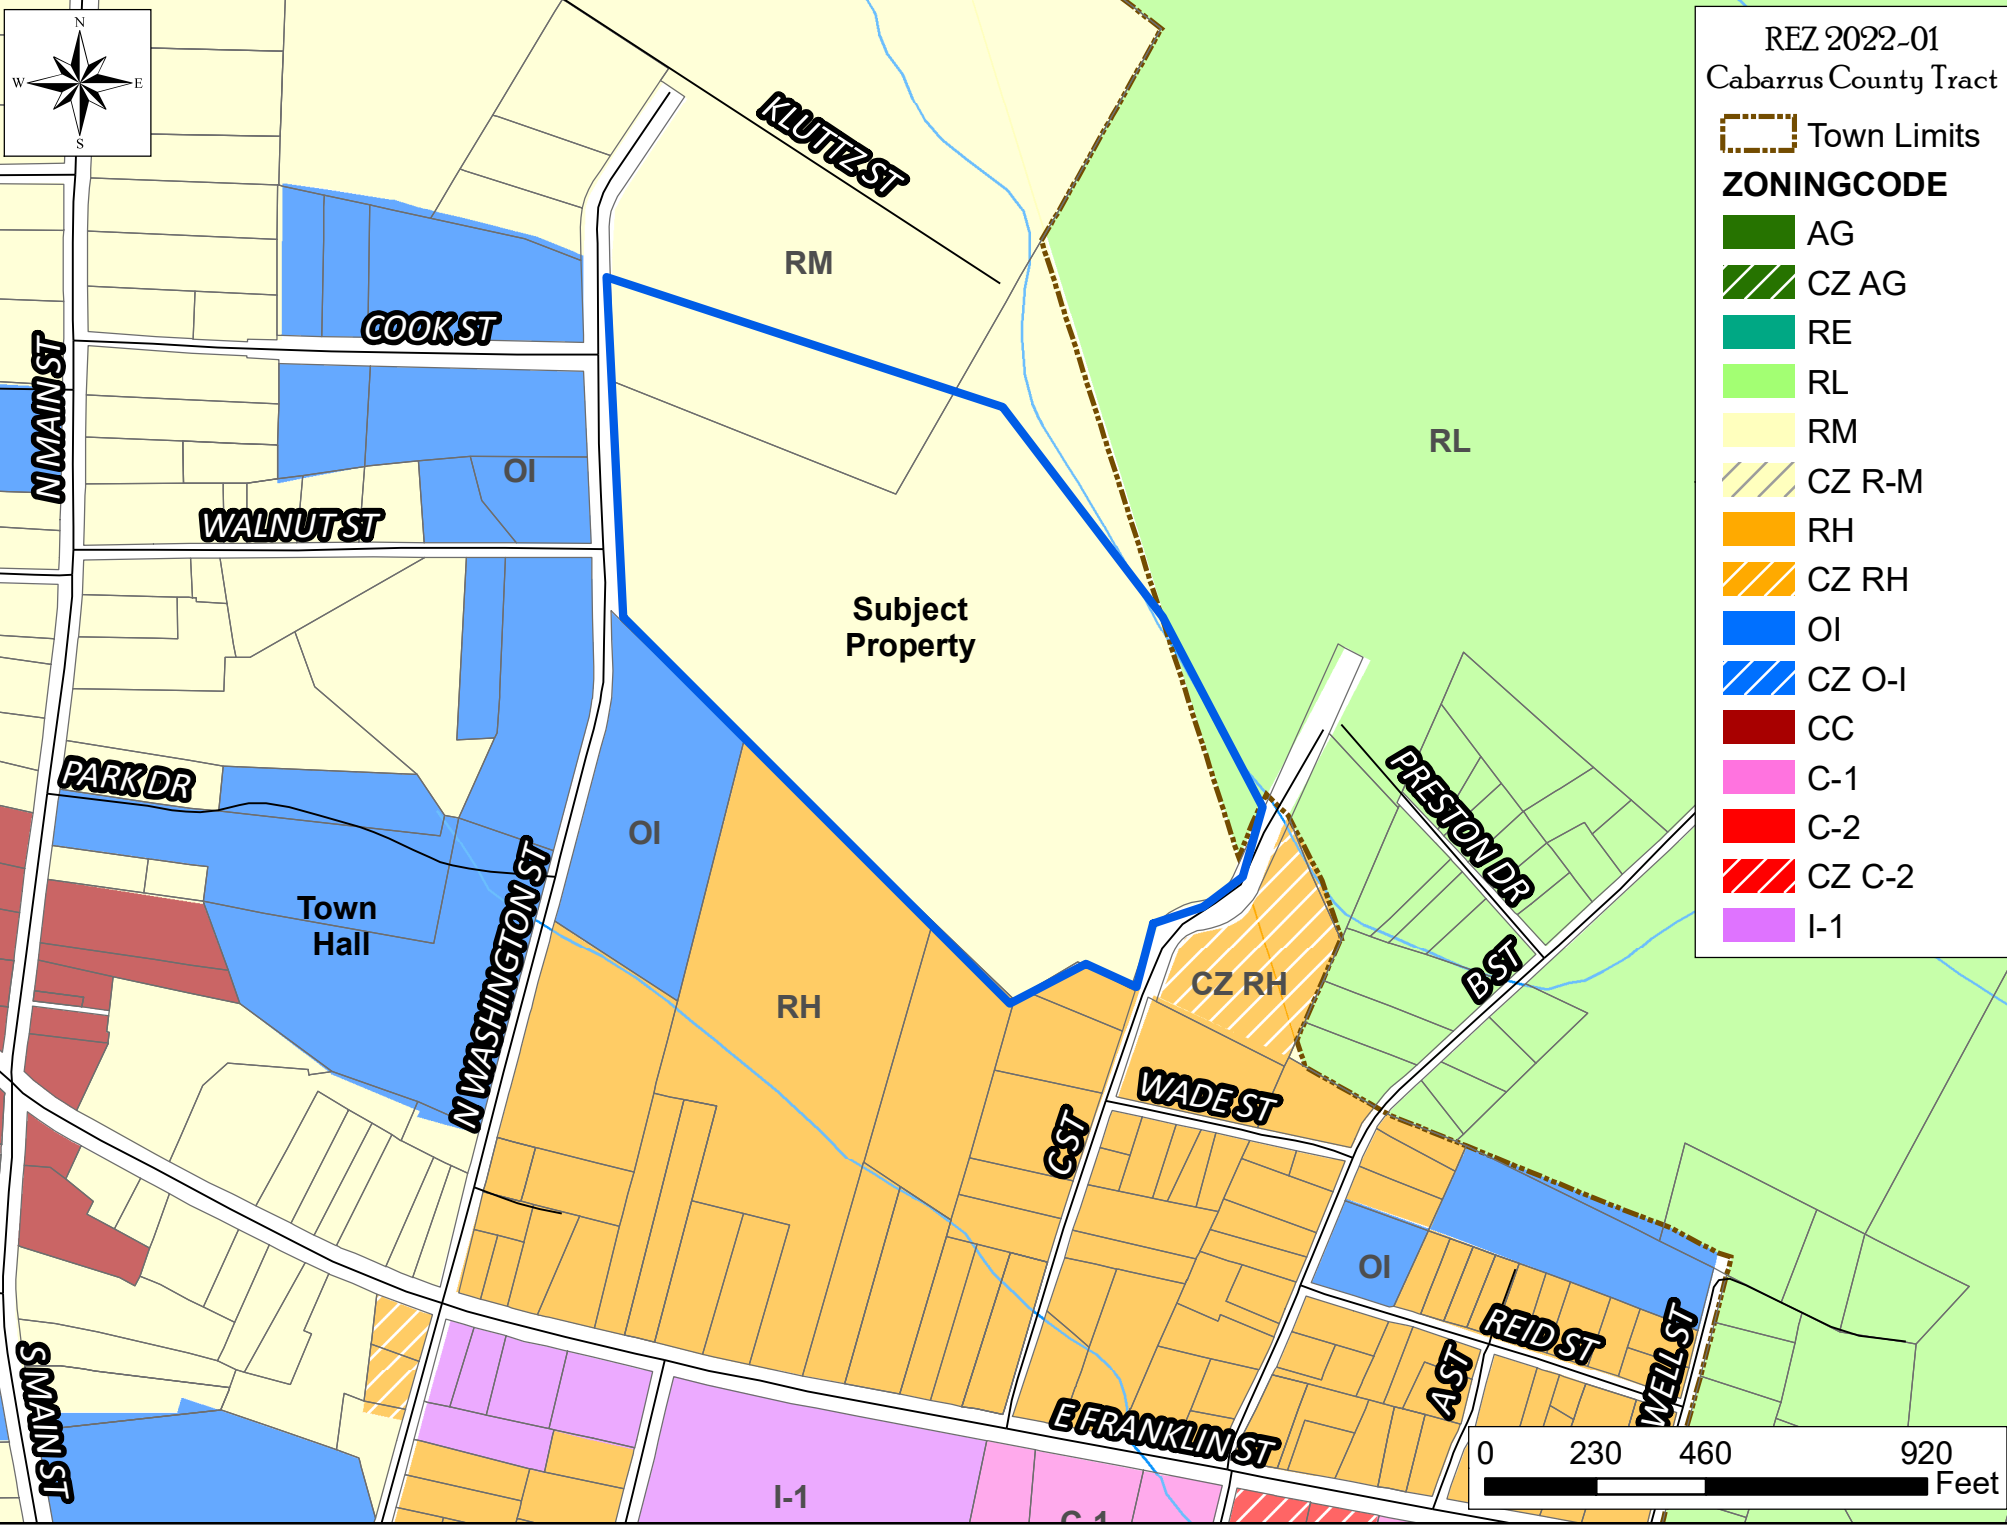 N
W
E
S
REZ 2022-01
Cabarrus County Tract
Town Limits
ZONINGCODE
AG
CZ AG
RE
RL
RM
CZ R-M
RH
CZ RH
OI
CZ O-I
CC
C-1
C-2
CZ C-2
I-1
KLUTTZ ST
RM
COOK ST
N MAIN ST
RL
OI
WALNUT ST
Subject
Property
PARK DR
OI
PRESTON DR
Town
Hall
N WASHINGTON ST
B ST
CZ RH
RH
WADE ST
C ST
OI
REID ST
WELL ST
A ST
S MAIN ST
E FRANKLIN ST
I-1
C-1
0 230 460 920
Feet